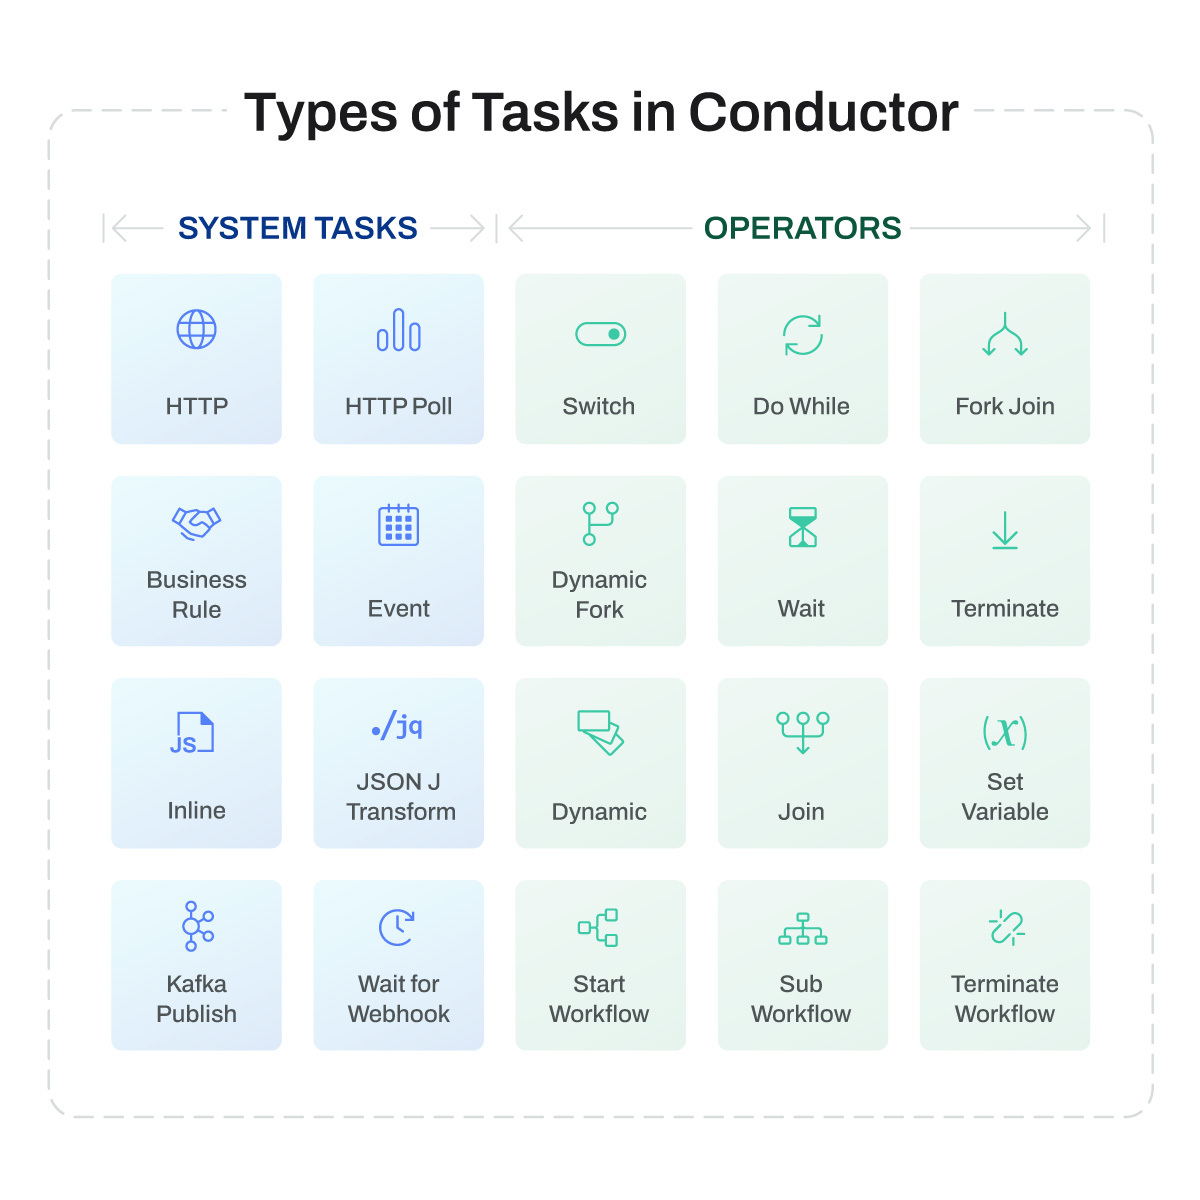 Types of Tasks in Conductor
SYSTEM TASKS
OPERATORS
HTTP
HTTP Poll
Switch
Do While
Fork Join
Business
Rule
Event
Dynamic
Fork
Wait
Terminate
JS
Inline
./jq
JSON J
Transform
Dynamic
Join
(x)
Set
Variable
Kafka
Publish
Wait for
Webhook
Start
Workflow
Sub
Workflow
Terminate
Workflow